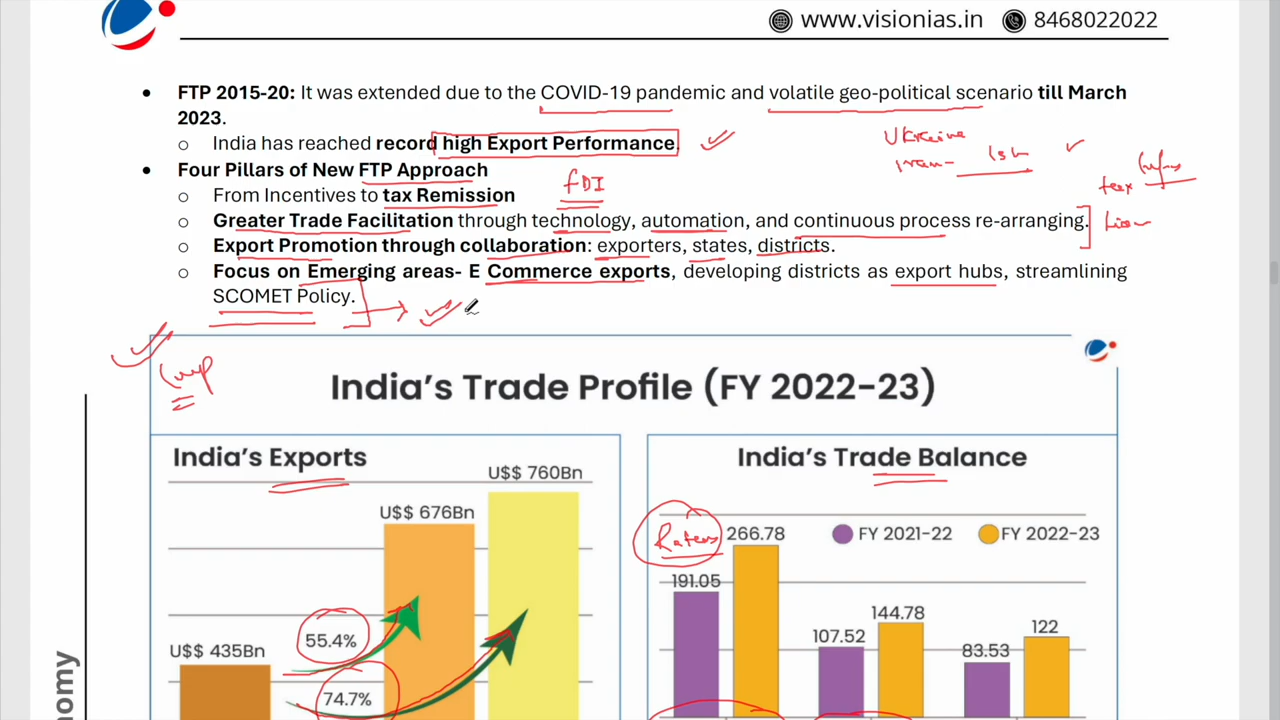 www.visionias.in 8468022022
• FTP 2015-20: It was extended due to the COVID-19 pandemic and volatile geo-political scenario till March
2023.
Ukraine
○ India has reached record high Export Performance.
• Four Pillars of New FTP Approach
○ From Incentives to tax Remission
FDI
○ Greater Trade Facilitation through technology, automation, and continuous process re-arranging.
○ Export Promotion through collaboration: exporters, states, districts.
○ Focus on Emerging areas- E Commerce exports, developing districts as export hubs, streamlining
SCOMET Policy.
Imp
India's Trade Profile (FY 2022-23)
India's Exports
U$$ 760Bn
U$$ 676Bn
55.4%
U$$ 435Bn
74.7%
India's Trade Balance
266.78
FY 2021-22
FY 2022-23
191.05
144.78
107.52
122
83.53
nomy